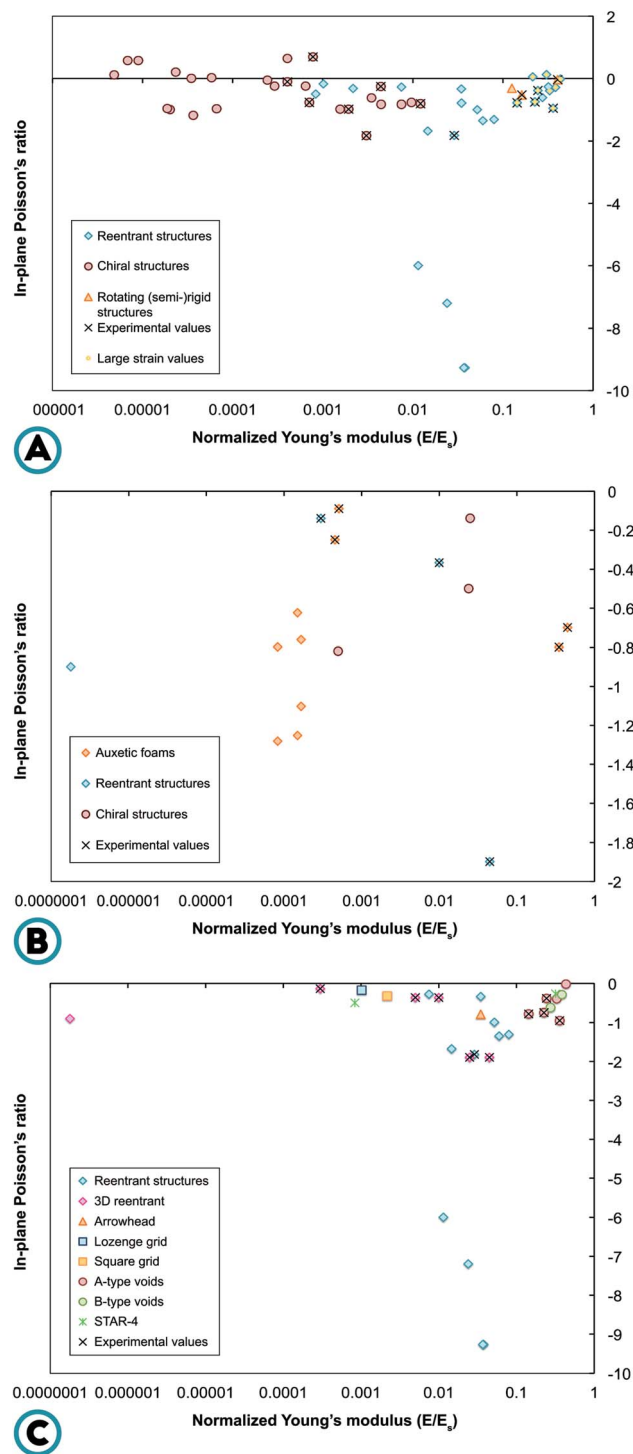 2
0
-2
-4
-6
-8
-10
In-plane Poisson's ratio
Reentrant structures
Chiral structures
Rotating (semi-)rigid
structures
Experimental values
Large strain values
000001 0.00001 0.0001 0.001 0.01 0.1 1
Normalized Young's modulus (E/Es)
A
0
-0.2
-0.4
-0.6
-0.8
-1
-1.2
-1.4
-1.6
-1.8
-2
In-plane Poisson's ratio
Auxetic foams
Reentrant structures
Chiral structures
Experimental values
0.0000001 0.000001 0.00001 0.0001 0.001 0.01 0.1 1
Normalized Young's modulus (E/Es)
B
0
-1
-2
-3
-4
-5
-6
-7
-8
-9
-10
In-plane Poisson's ratio
Reentrant structures
3D reentrant
Arrowhead
Lozenge grid
Square grid
A-type voids
B-type voids
STAR-4
Experimental values
0.0000001 0.000001 0.00001 0.0001 0.001 0.01 0.1 1
Normalized Young's modulus (E/Es)
C